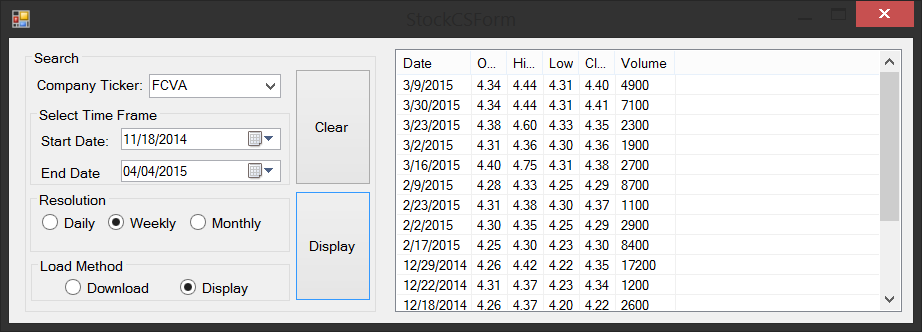 StockCSForm
Search
Company Ticker: FCVA
Select Time Frame
Start Date: 11/18/2014
End Date 04/04/2015
Clear
Resolution
Daily Weekly Monthly
Display
Load Method
Download Display
Date O... Hi... Low Cl... Volume
3/9/2015 4.34 4.44 4.31 4.40 4900
3/30/2015 4.34 4.44 4.31 4.41 7100
3/23/2015 4.38 4.60 4.33 4.35 2300
3/2/2015 4.31 4.36 4.30 4.36 1900
3/16/2015 4.40 4.75 4.31 4.38 2700
2/9/2015 4.28 4.33 4.25 4.29 8700
2/23/2015 4.31 4.38 4.30 4.37 1100
2/2/2015 4.30 4.35 4.25 4.29 2900
2/17/2015 4.25 4.30 4.23 4.30 8400
12/29/2014 4.26 4.42 4.22 4.35 17200
12/22/2014 4.31 4.37 4.23 4.34 1200
12/18/2014 4.26 4.37 4.20 4.22 2600